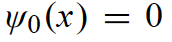 ψ₀(x) = 0